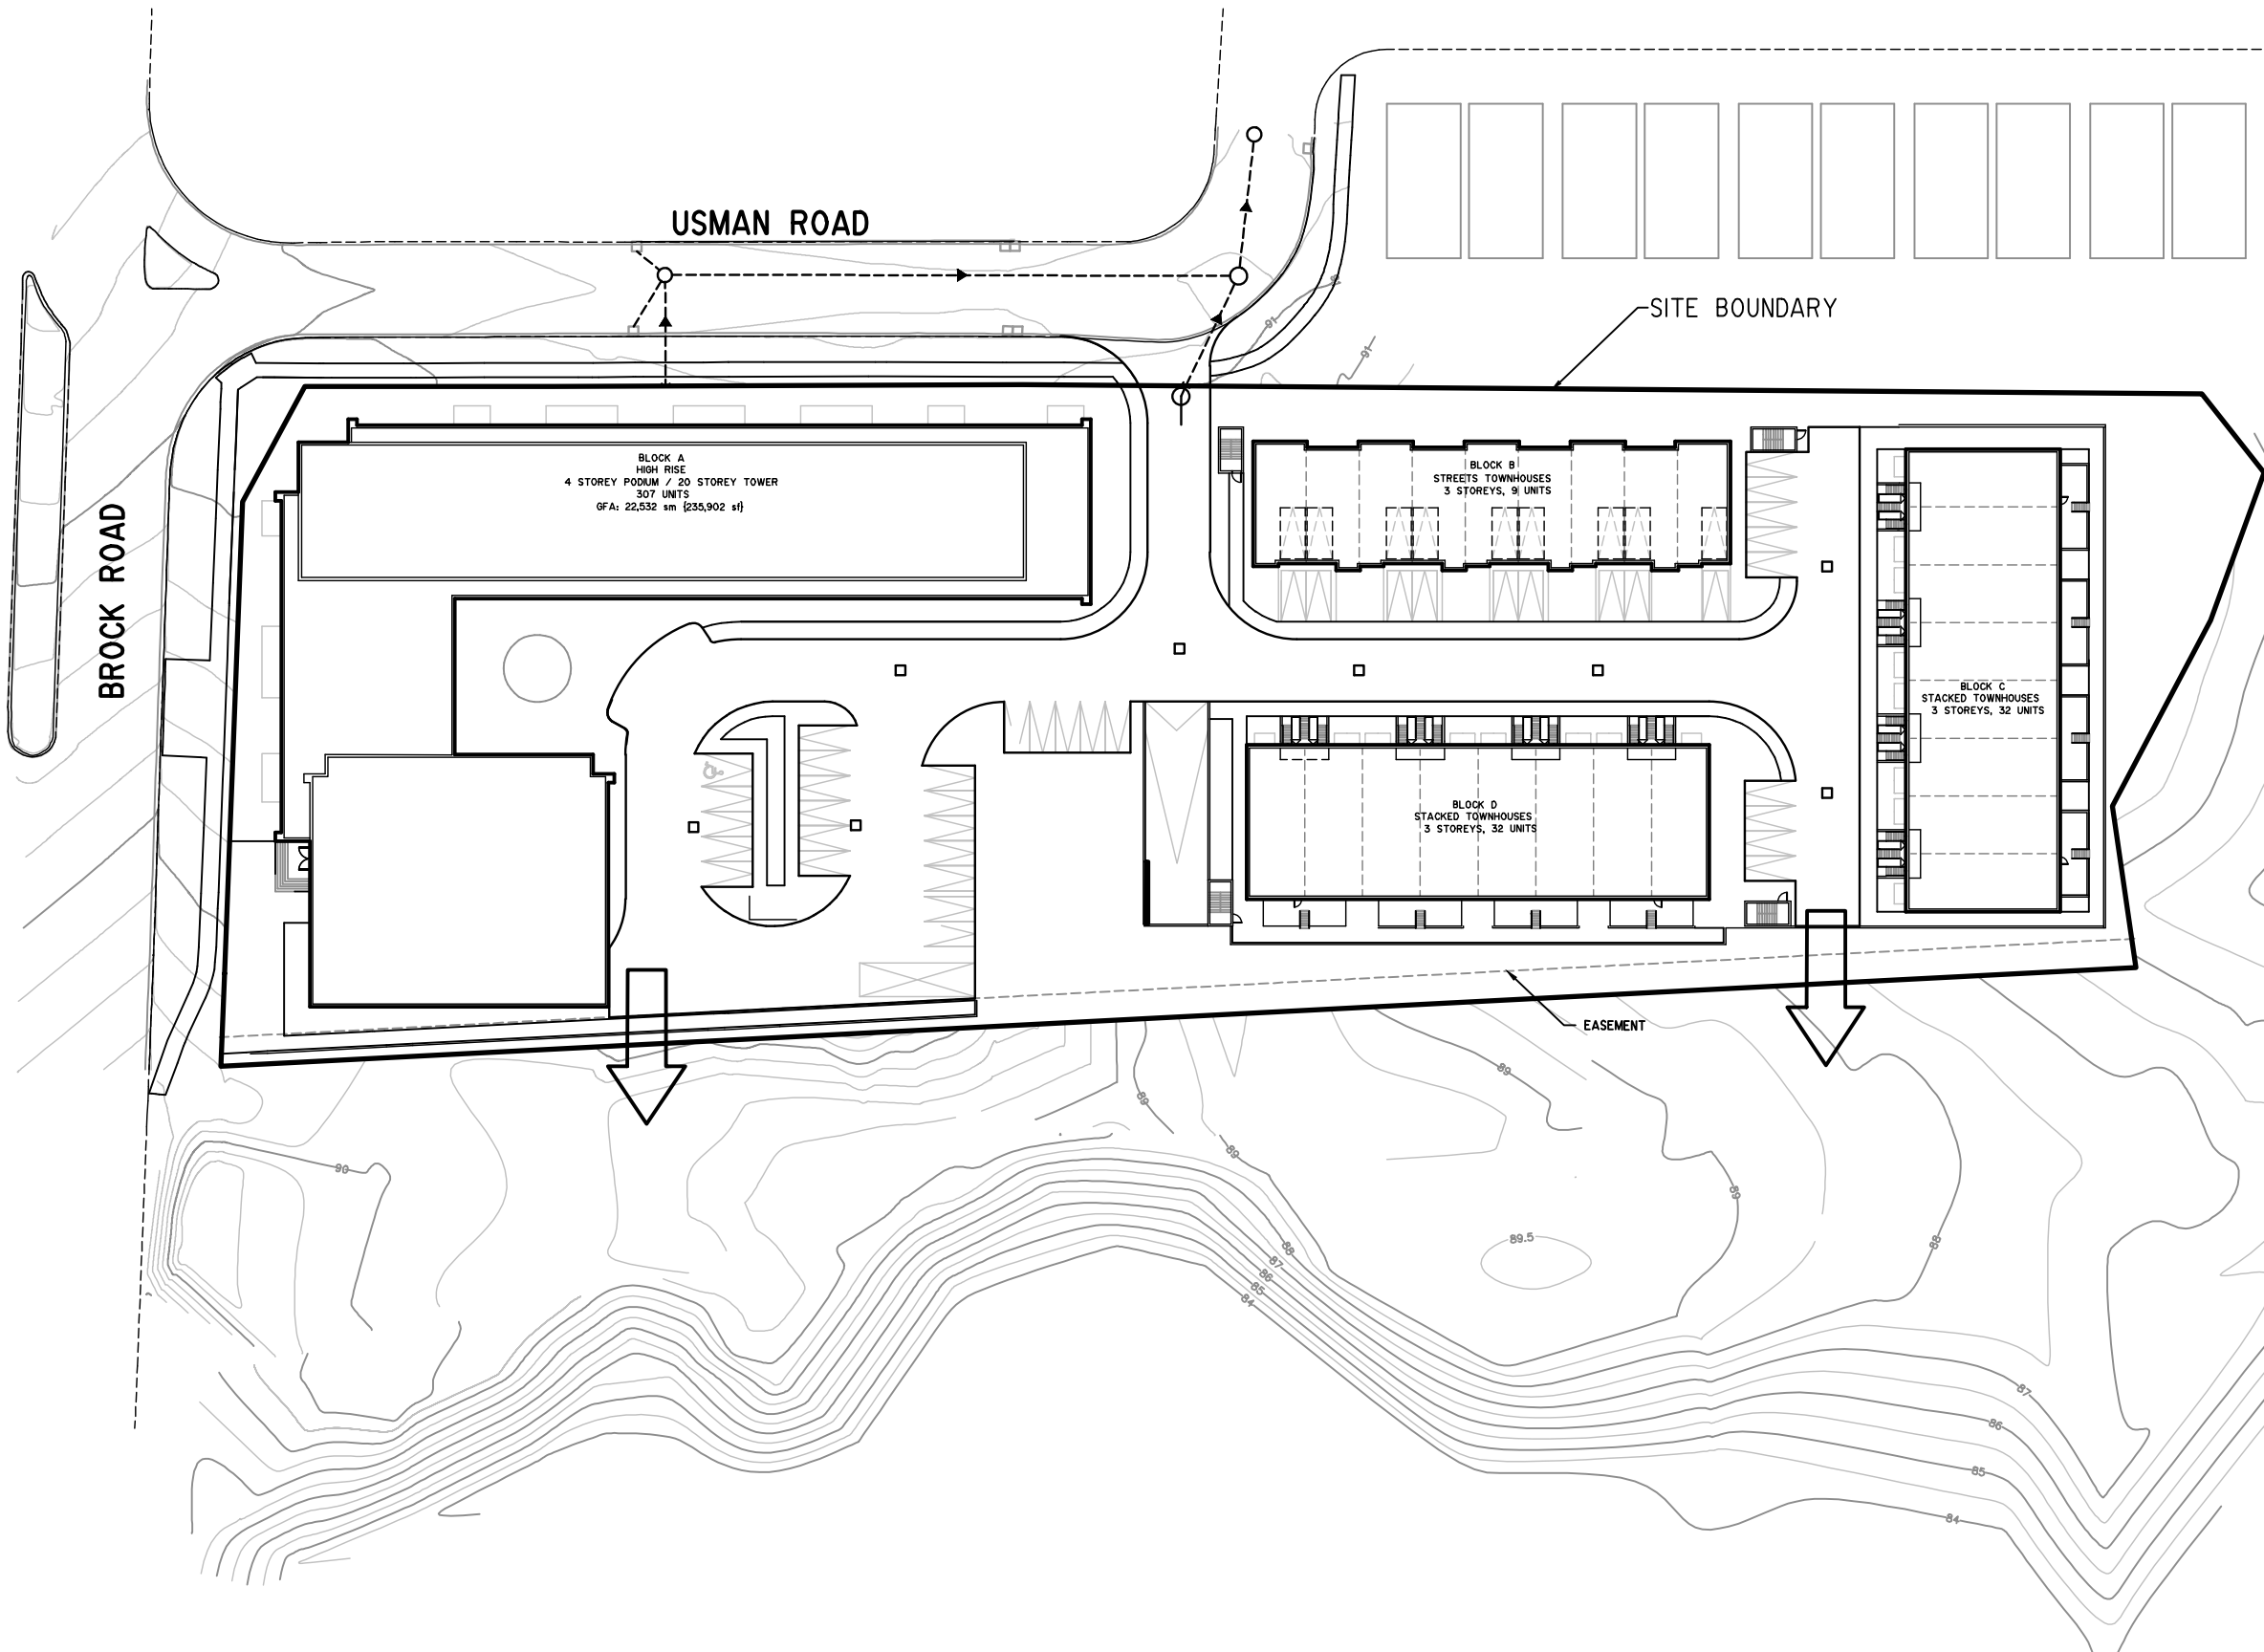 USMAN ROAD
91
91
91
SITE BOUNDARY
BROCK ROAD
BLOCK A
HIGH RISE
4 STOREY PODIUM / 20 STOREY TOWER
307 UNITS
GFA: 22,532 sm {235,902 sf}
BLOCK B
STREETS TOWNHOUSES
3 STOREYS, 9 UNITS
BLOCK C
STACKED TOWNHOUSES
3 STOREYS, 32 UNITS
BLOCK D
STACKED TOWNHOUSES
3 STOREYS, 32 UNITS
EASEMENT
89
89
89
90
89
89.5
88
88
87
86
85
84
87
86
85
84